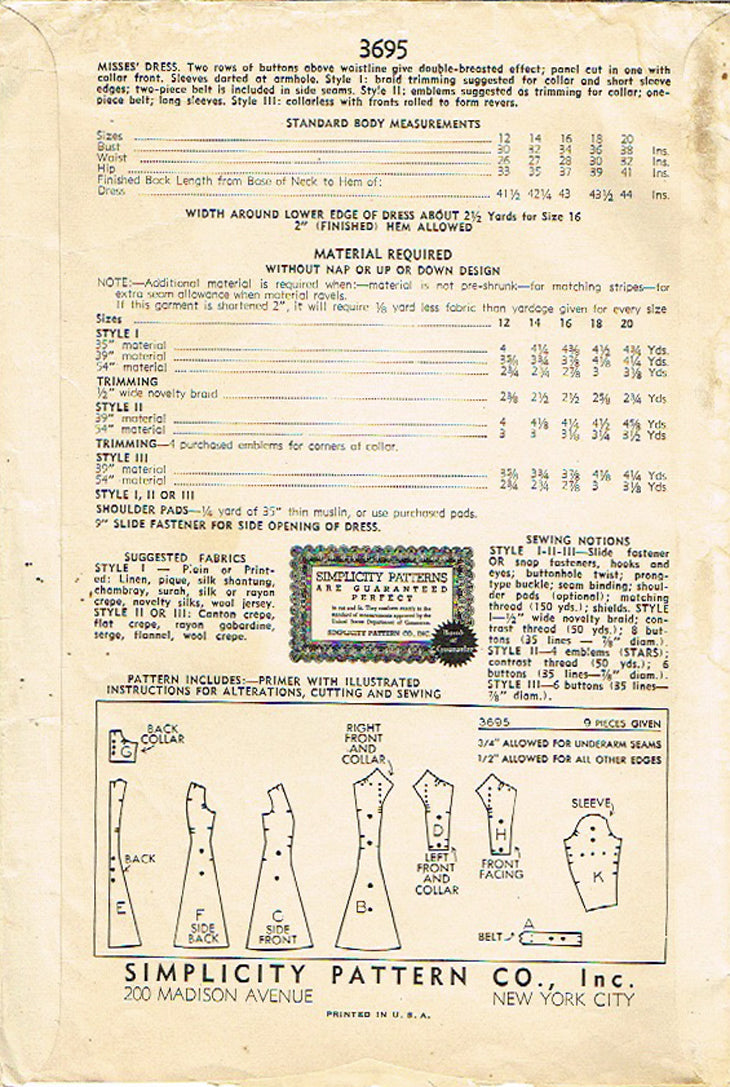 3695
MISSES' DRESS. Two rows of buttons above waistline give double-breasted effect; panel cut in one with
collar front. Sleeves darted at armhole. Style I: braid trimming suggested for collar and short sleeve
edges; two-piece belt is included in side seams. Style II: emblems suggested as trimming for collar; one-
piece belt; long sleeves. Style III: collarless with fronts rolled to form revers.
STANDARD BODY MEASUREMENTS
Sizes 12 14 16 18 20
Bust 30 32 34 36 38 Ins.
Waist 26 27 28 30 32 Ins.
Hip 33 35 37 39 41 Ins.
Finished Back Length from Base of Neck to Hem of:
Dress 41½ 42¼ 43 43½ 44 Ins.
WIDTH AROUND LOWER EDGE OF DRESS ABOUT 2½ Yards for Size 16
2" (FINISHED) HEM ALLOWED
MATERIAL REQUIRED
WITHOUT NAP OR UP OR DOWN DESIGN
NOTE:—Additional material is required when:—material is not pre-shrunk—for matching stripes—for
extra seam allowance when material ravels.
If this garment is shortened 2", it will require ⅛ yard less fabric than yardage given for every size
Sizes 12 14 16 18 20
STYLE I
35" material 4 4¼ 4⅜ 4½ 4¾ Yds.
39" material 3⅝ 3¾ 3⅞ 4⅛ 4¼ Yds.
54" material 2¾ 2¾ 2⅞ 3 3⅛ Yds
TRIMMING
½" wide novelty braid 2⅜ 2½ 2½ 2⅝ 2¾ Yds
STYLE II
39" material 4 4⅛ 4¼ 4½ 4⅝ Yds
54" material 3 3 3⅛ 3¼ 3½ Yds
TRIMMING—4 purchased emblems for corners of collar.
STYLE III
39" material 3⅝ 3¾ 3⅞ 4⅛ 4¼ Yds
54" material 2¾ 2¾ 2⅞ 3 3⅛ Yds
STYLE I, II OR III
SHOULDER PADS—¼ yard of 35" thin muslin, or use purchased pads.
9" SLIDE FASTENER FOR SIDE OPENING OF DRESS.
SUGGESTED FABRICS
STYLE I — Plain or Print-
ed: Linen, pique, silk shantung,
chambray, surah, silk or rayon
crepe, novelty silks, wool jersey.
STYLE II OR III: Canton crepe,
flat crepe, rayon gabardine,
serge, flannel, wool crepe.
SIMPLICITY PATTERNS
ARE GUARANTEED
PERFECT
in cut and fit. They conform exactly to the
standard of measurements approved by the
United States Department of Commerce.
SIMPLICITY PATTERN CO., INC.
of
Guarantee
SEWING NOTIONS
STYLE I-II-III—Slide fastener
OR snap fasteners, hooks and
eyes; buttonhole twist; prong-
type buckle; seam binding; shoul-
der pads (optional); matching
thread (150 yds.); shields. STYLE
I—½" wide novelty braid; con-
trast thread (50 yds.); 8 but-
tons (35 lines — ⅞" diam.).
STYLE II—4 emblems (STARS);
contrast thread (50 yds.); 6
buttons (35 lines—⅞" diam.).
STYLE III—6 buttons (35 lines—
⅞" diam.).
PATTERN INCLUDES:—PRIMER WITH ILLUSTRATED
INSTRUCTIONS FOR ALTERATIONS, CUTTING AND SEWING
3695 9 PIECES GIVEN
3/4" ALLOWED FOR UNDERARM SEAMS
1/2" ALLOWED FOR ALL OTHER EDGES
BACK
COLLAR
G
RIGHT
FRONT
AND
COLLAR
SLEEVE
BACK
E
F
SIDE
BACK
C
SIDE
FRONT
B
D
LEFT
FRONT
AND
COLLAR
H
FRONT
FACING
K
BELT
A
SIMPLICITY PATTERN CO., Inc.
200 MADISON AVENUE NEW YORK CITY
PRINTED IN U. S. A.